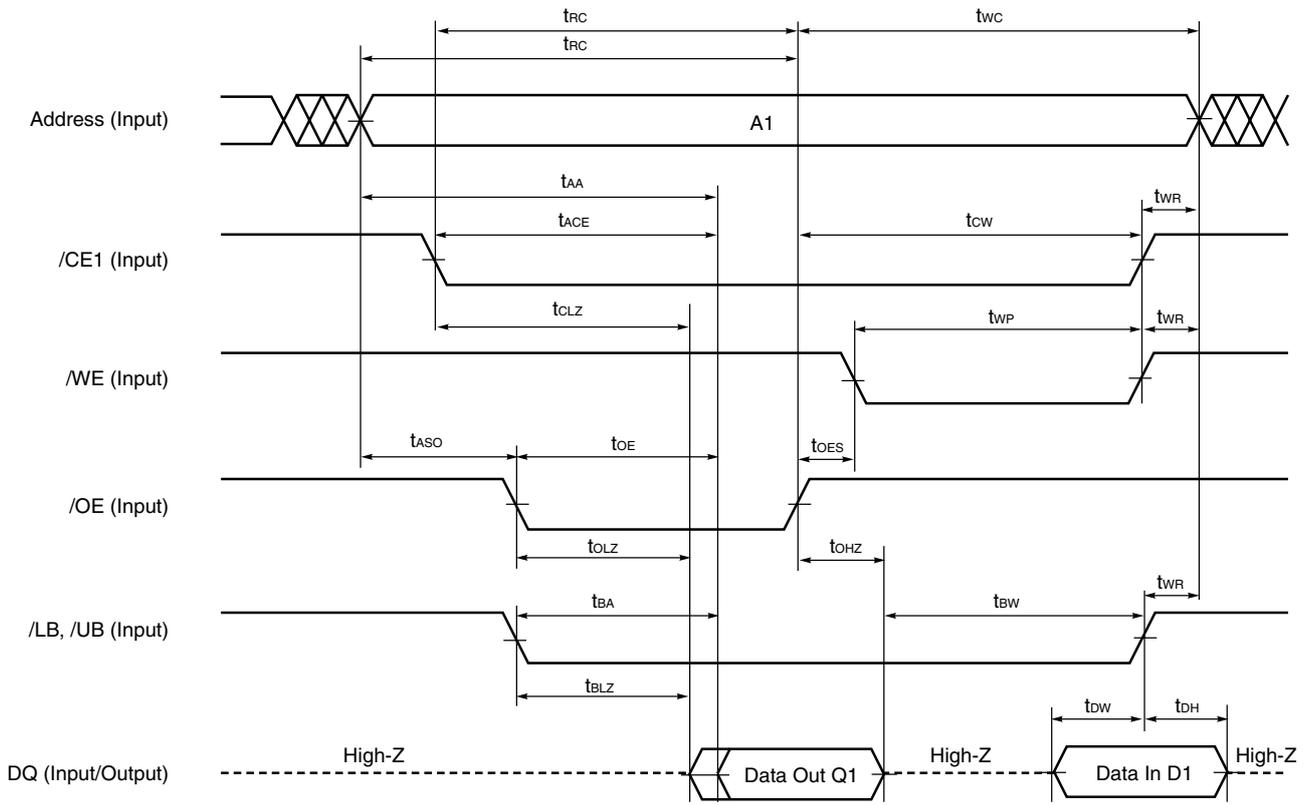 tRC
tWC
tRC
Address (Input)
A1
tAA
tWR
tACE
tCW
/CE1 (Input)
tCLZ
tWP
tWR
/WE (Input)
tASO
tOE
tOES
/OE (Input)
tOLZ
tOHZ
tWR
tBA
tBW
/LB, /UB (Input)
tBLZ
tDW
tDH
High-Z
High-Z
High-Z
DQ (Input/Output)
Data Out Q1
Data In D1